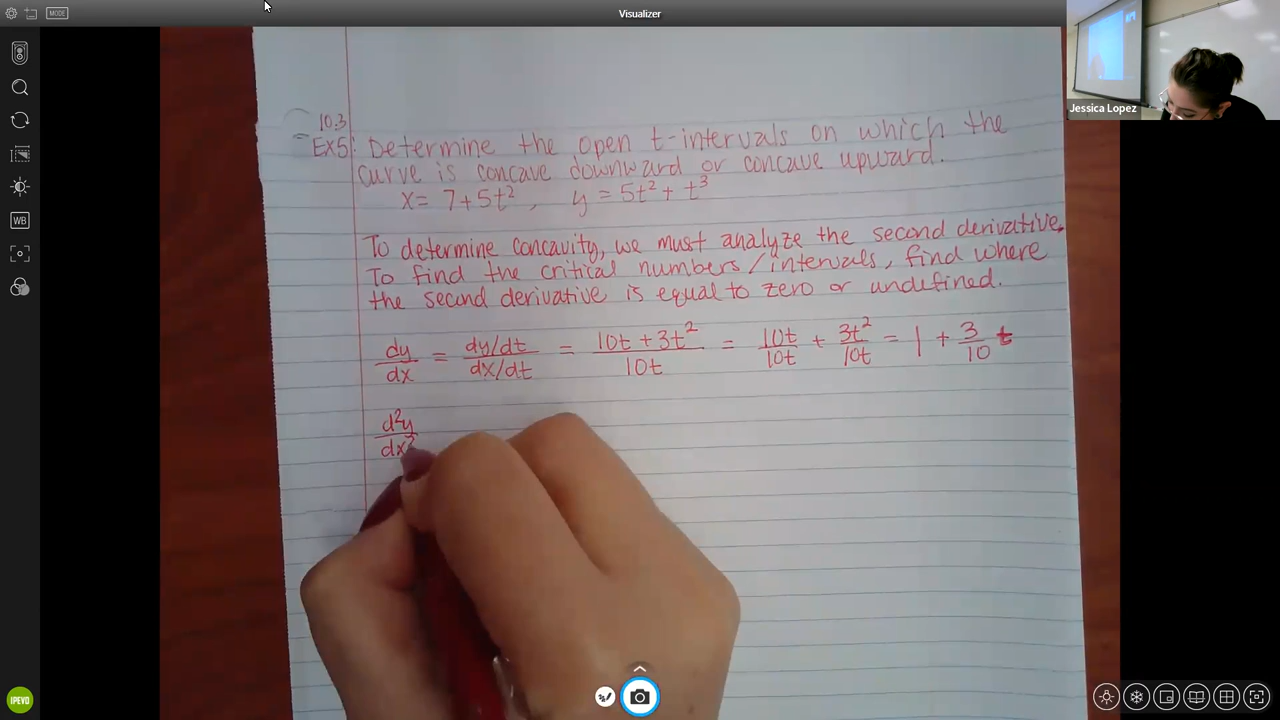 MODE
Visualizer
Jessica Lopez
10.3
EX5: Determine the open t-intervals on which the
curve is concave downward or concave upward.
x = 7+5t², y = 5t² + t³
To determine concavity, we must analyze the second derivative.
To find the critical numbers/intervals, find where
the second derivative is equal to zero or undefined.
dy/dx = (dy/dt)/(dx/dt) = (10t + 3t²)/10t = 10t/10t + 3t²/10t = 1 + 3/10 t
d²y/dx²
WB
IPEVO